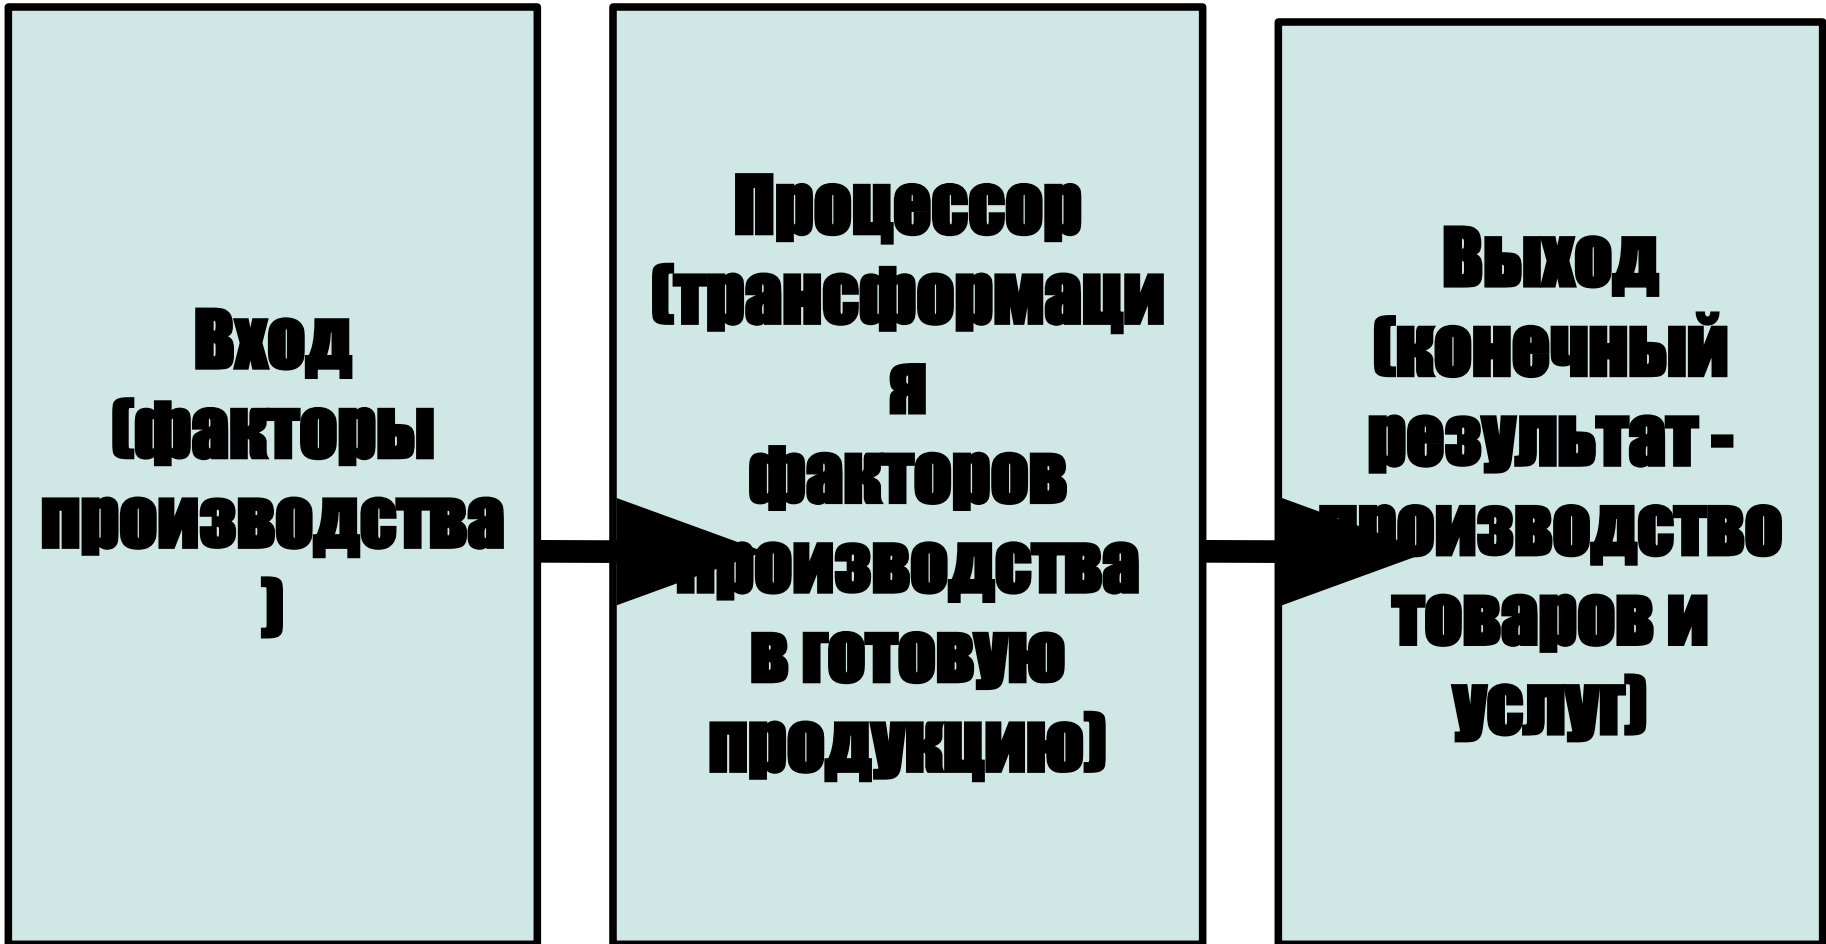 Вход
(факторы
производства
)
Процессор
(трансформаци
я
факторов
производства
в готовую
продукцию)
Выход
(конечный
результат -
производство
товаров и
услуг)